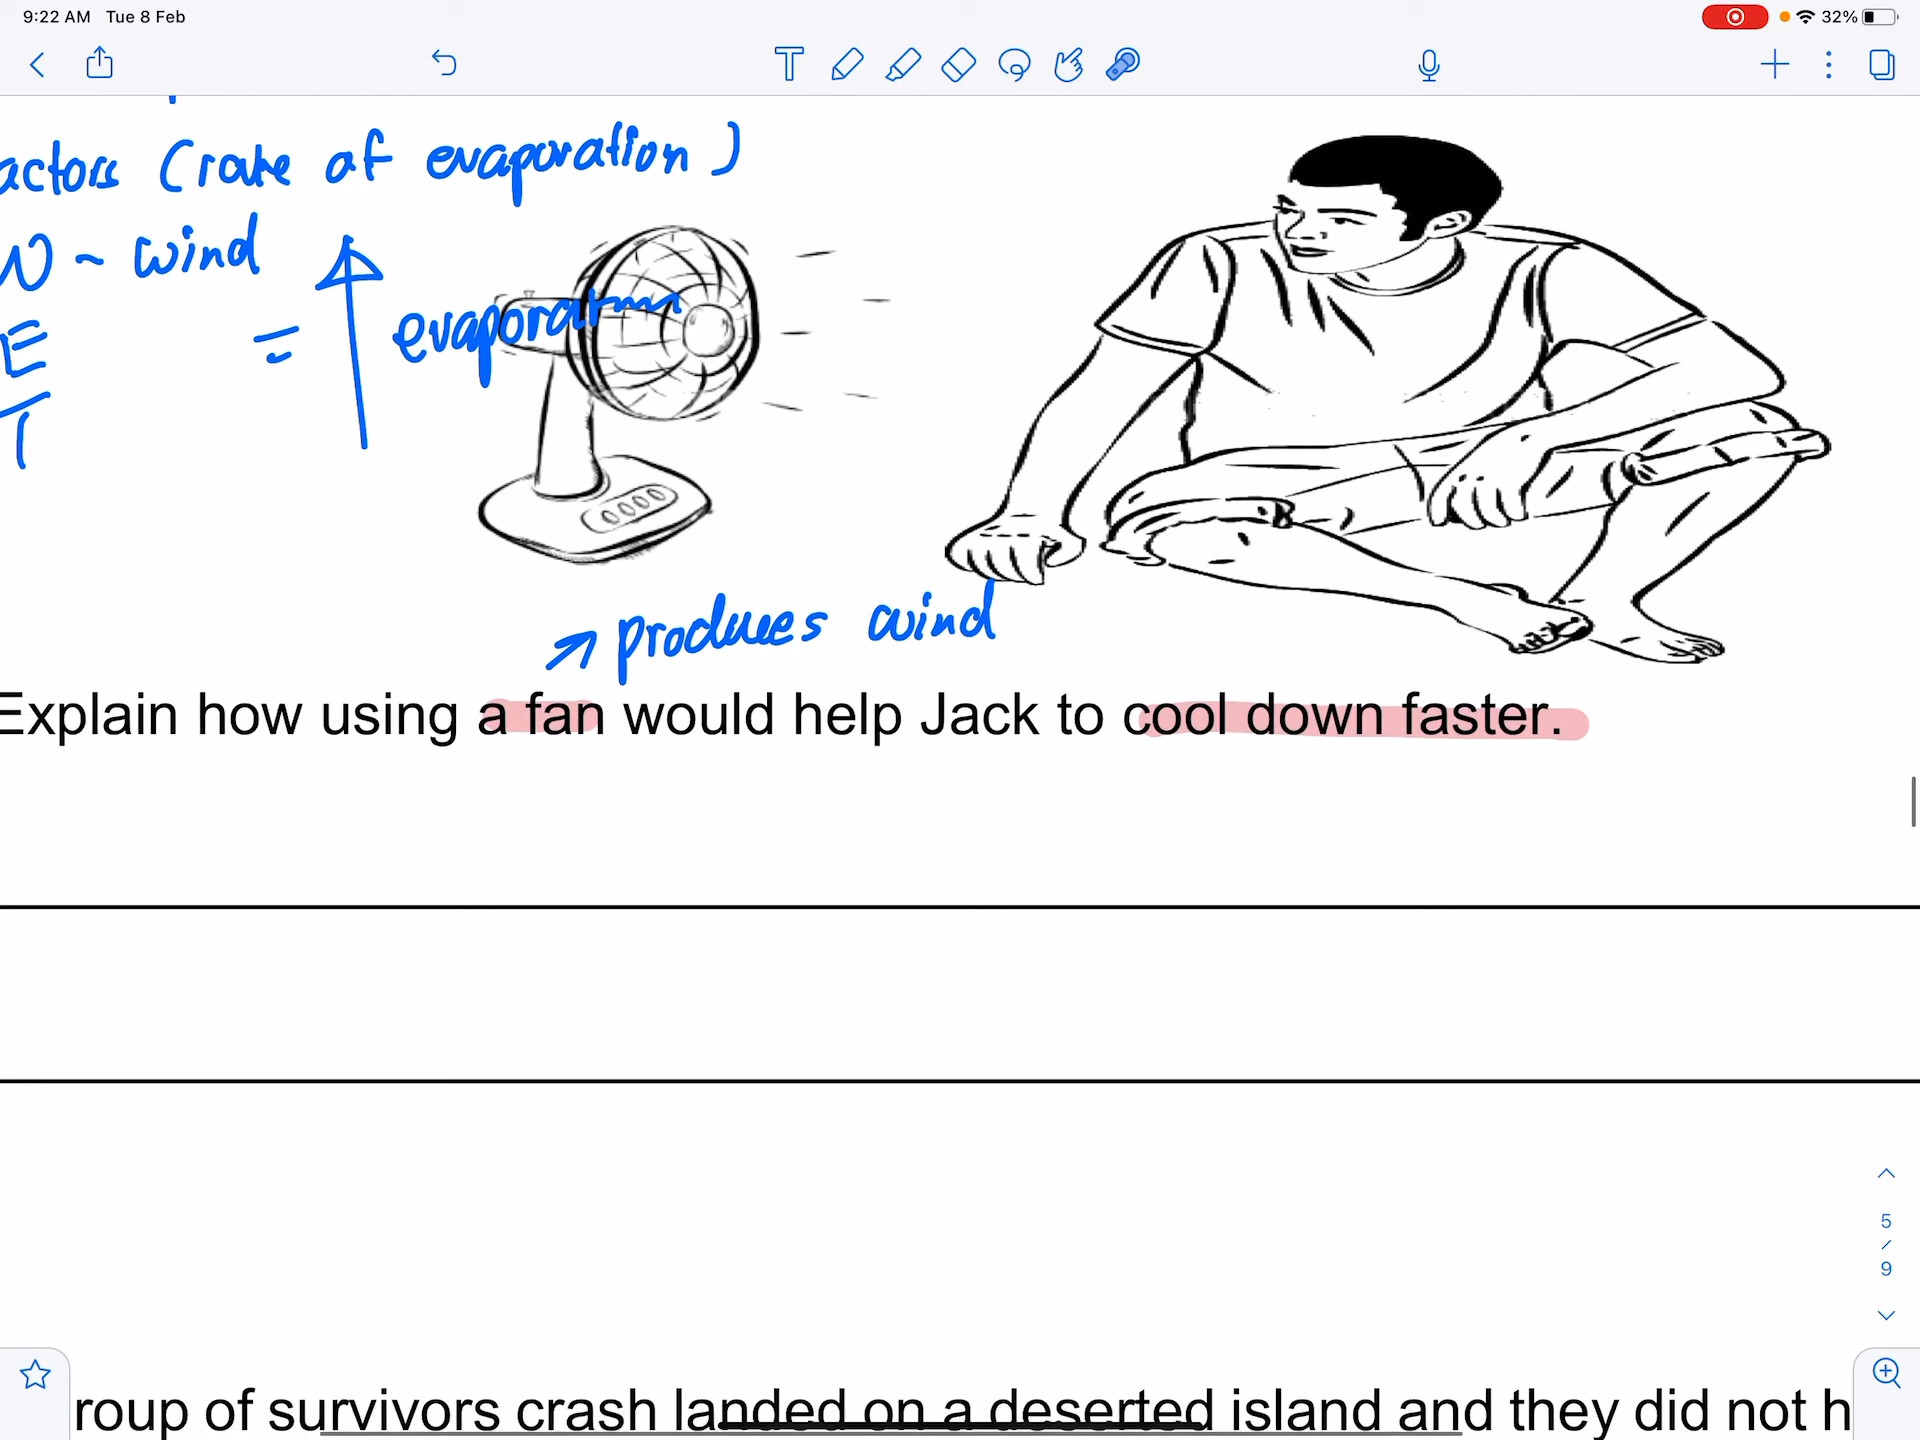 9:22 AM Tue 8 Feb
32%
T
actors (rate of evaporation)
W ~ wind
E
= evaporatn
T
produces wind
Explain how using a fan would help Jack to cool down faster.
5
/
9
roup of survivors crash landed on a deserted island and they did not h